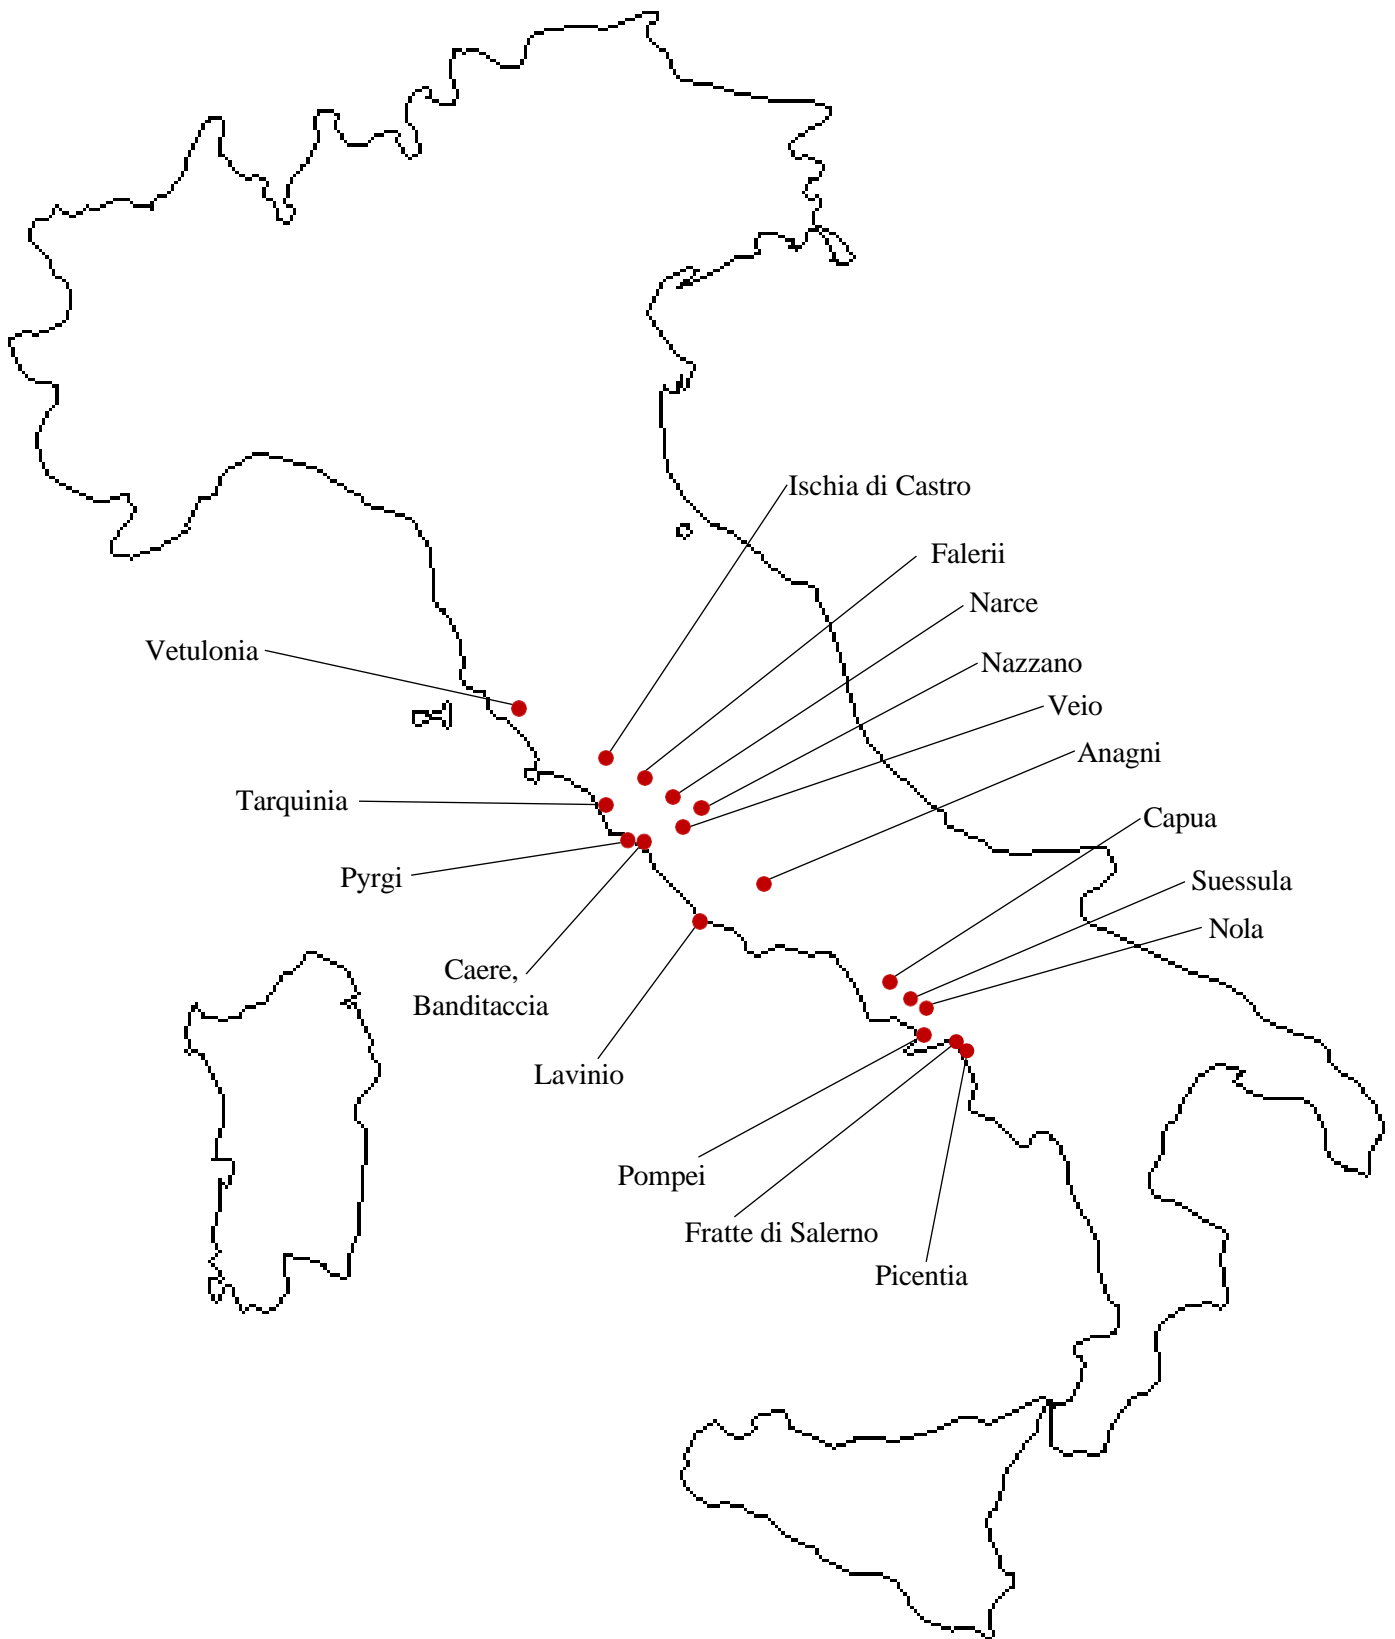 Ischia di Castro
Falerii
Narce
Vetulonia
Nazzano
Veio
Anagni
Tarquinia
Capua
Pyrgi
Suessula
Nola
Caere,
Banditaccia
Lavinio
Pompei
Fratte di Salerno
Picentia